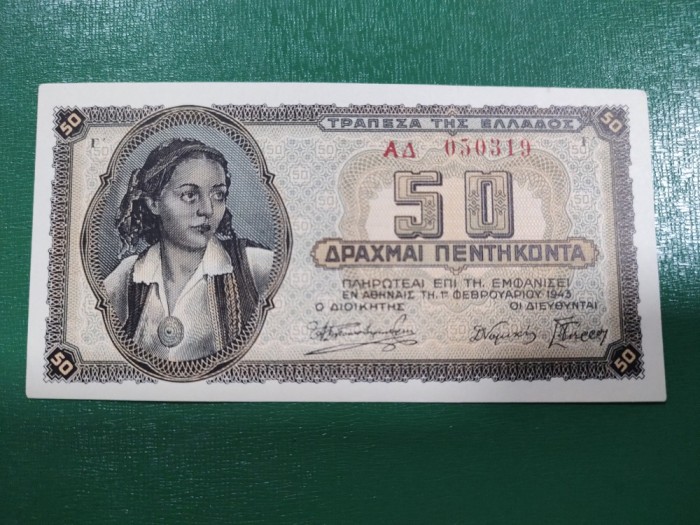 50 50
ΤΡΑΠΕΖΑ ΤΗΣ ΕΛΛΑΔΟΣ
ΑΔ 050319
50
ΔΡΑΧΜΑΙ ΠΕΝΤΗΚΟΝΤΑ
ΠΛΗΡΩΤΕΑΙ ΕΠΙ ΤΗ ΕΜΦΑΝΙΣΕΙ
ΕΝ ΑΘΗΝΑΙΣ ΤΗ 1Η ΦΕΒΡΟΥΑΡΙΟΥ 1943
Ο ΔΙΟΙΚΗΤΗΣ ΟΙ ΔΙΕΥΘΥΝΤΑΙ
50 50